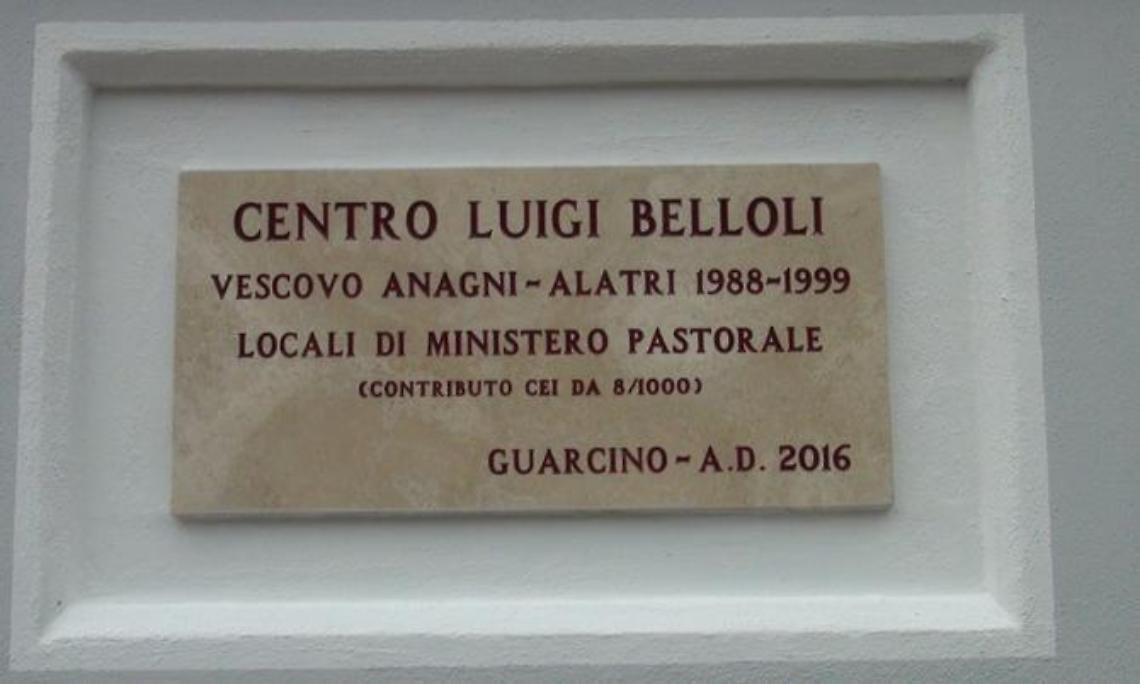 CENTRO LUIGI BELLOLI
VESCOVO ANAGNI-ALATRI 1988-1999
LOCALI DI MINISTERO PASTORALE
(CONTRIBUTO CEI DA 8/1000)
GUARCINO-A.D. 2016